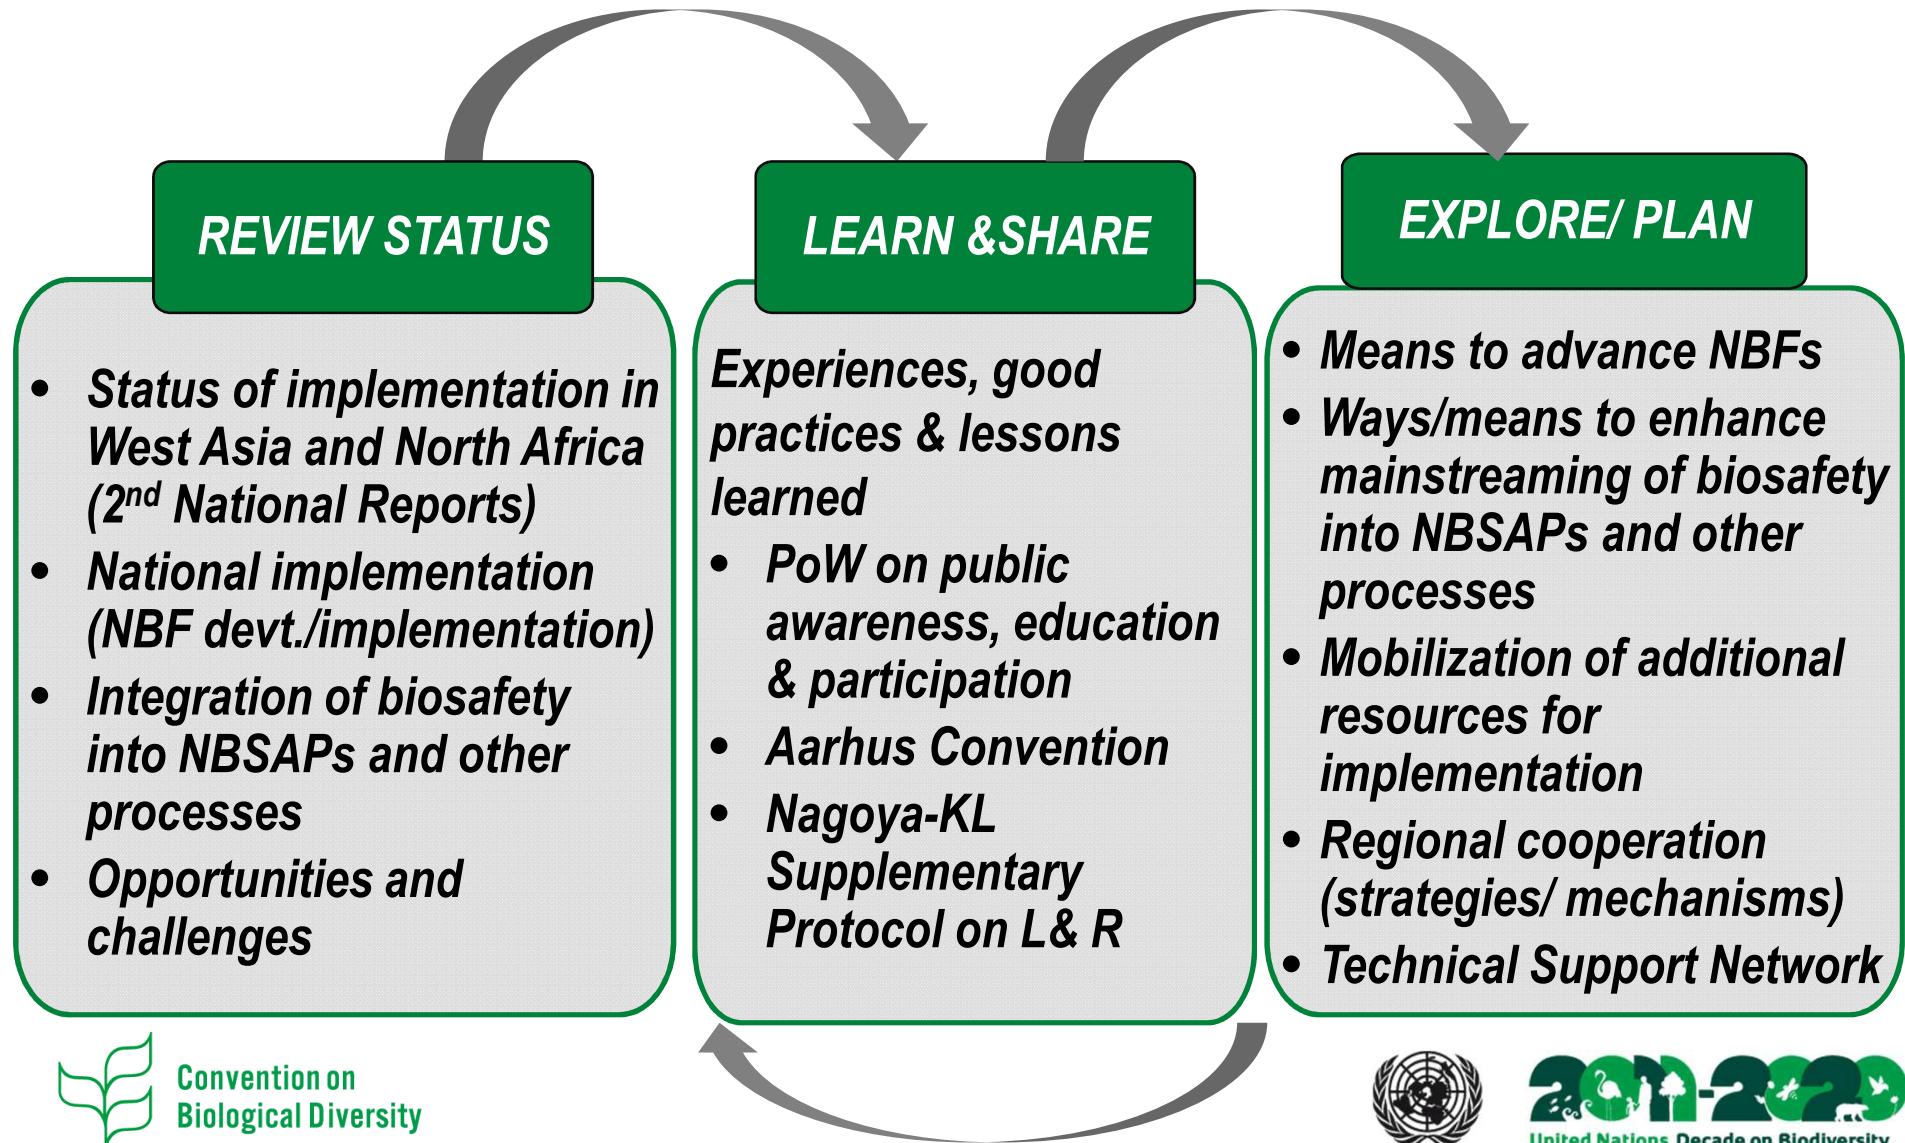 REVIEW STATUS
• Status of implementation in
West Asia and North Africa
(2nd National Reports)
• National implementation
(NBF devt./implementation)
• Integration of biosafety
into NBSAPs and other
processes
• Opportunities and
challenges
LEARN &SHARE
Experiences, good
practices & lessons
learned
• PoW on public
awareness, education
& participation
• Aarhus Convention
• Nagoya-KL
Supplementary
Protocol on L& R
EXPLORE/ PLAN
• Means to advance NBFs
• Ways/means to enhance
mainstreaming of biosafety
into NBSAPs and other
processes
• Mobilization of additional
resources for
implementation
• Regional cooperation
(strategies/ mechanisms)
• Technical Support Network
Convention on
Biological Diversity
2011-2020
United Nations Decade on Biodiversity